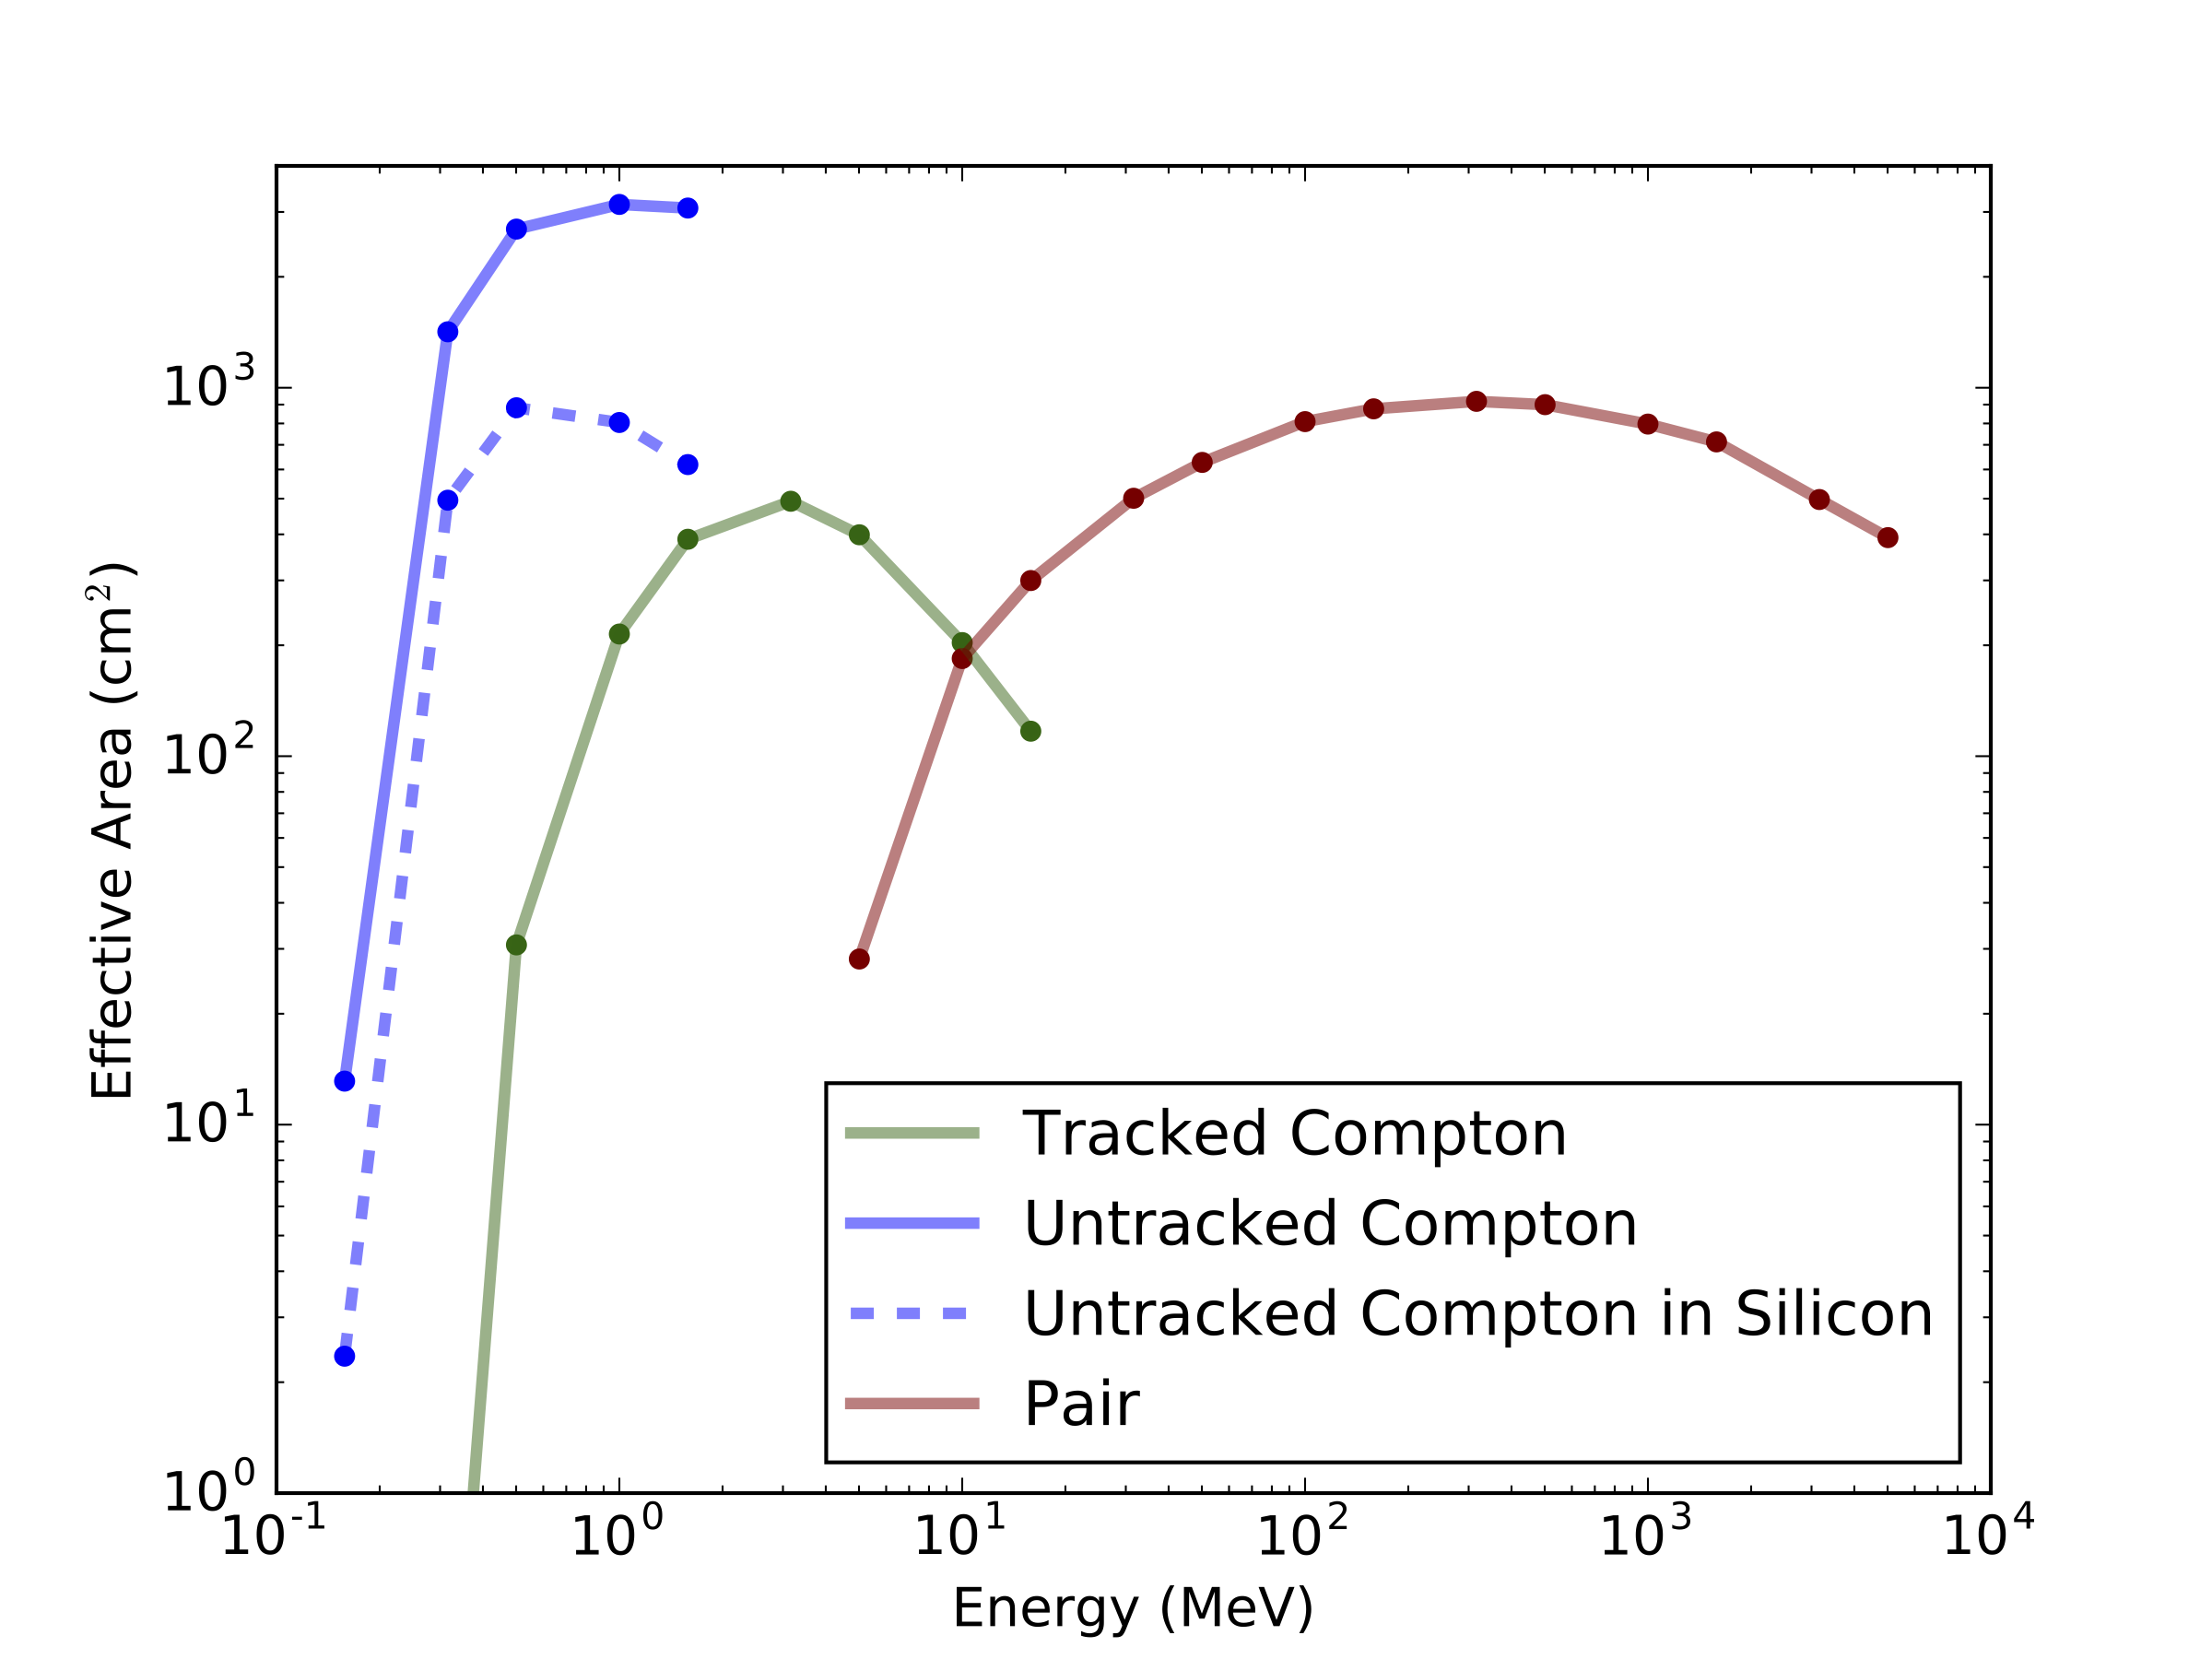 Effective Area (cm²)
10³
10²
10¹
10⁰
Tracked Compton
Untracked Compton
Untracked Compton in Silicon
Pair
10⁻¹ 10⁰ 10¹ 10² 10³ 10⁴
Energy (MeV)